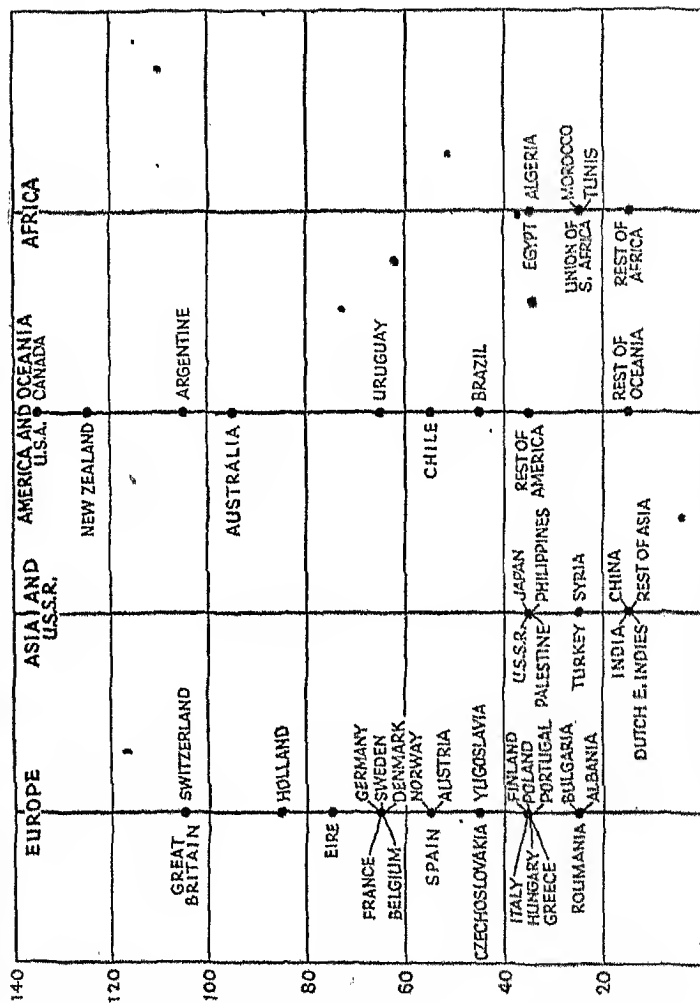 EUROPE
ASIA AND
U.S.S.R.
AMERICA AND OCEANIA
U.S.A. CANADA
AFRICA
140
120
100
80
60
40
20
GREAT
BRITAIN
SWITZERLAND
HOLLAND
EIRE
FRANCE
BELGIUM
GERMANY
SWEDEN
DENMARK
NORWAY
SPAIN
AUSTRIA
CZECHOSLOVAKIA
YUGOSLAVIA
ITALY
HUNGARY
GREECE
FINLAND
POLAND
PORTUGAL
ROUMANIA
BULGARIA
ALBANIA
U.S.S.R.
JAPAN
PALESTINE
PHILIPPINES
TURKEY
SYRIA
INDIA
CHINA
DUTCH E. INDIES
REST OF ASIA
NEW ZEALAND
ARGENTINE
AUSTRALIA
URUGUAY
CHILE
BRAZIL
REST OF
AMERICA
REST OF
OCEANIA
EGYPT
ALGERIA
UNION OF
S. AFRICA
MOROCCO
TUNIS
REST OF
AFRICA